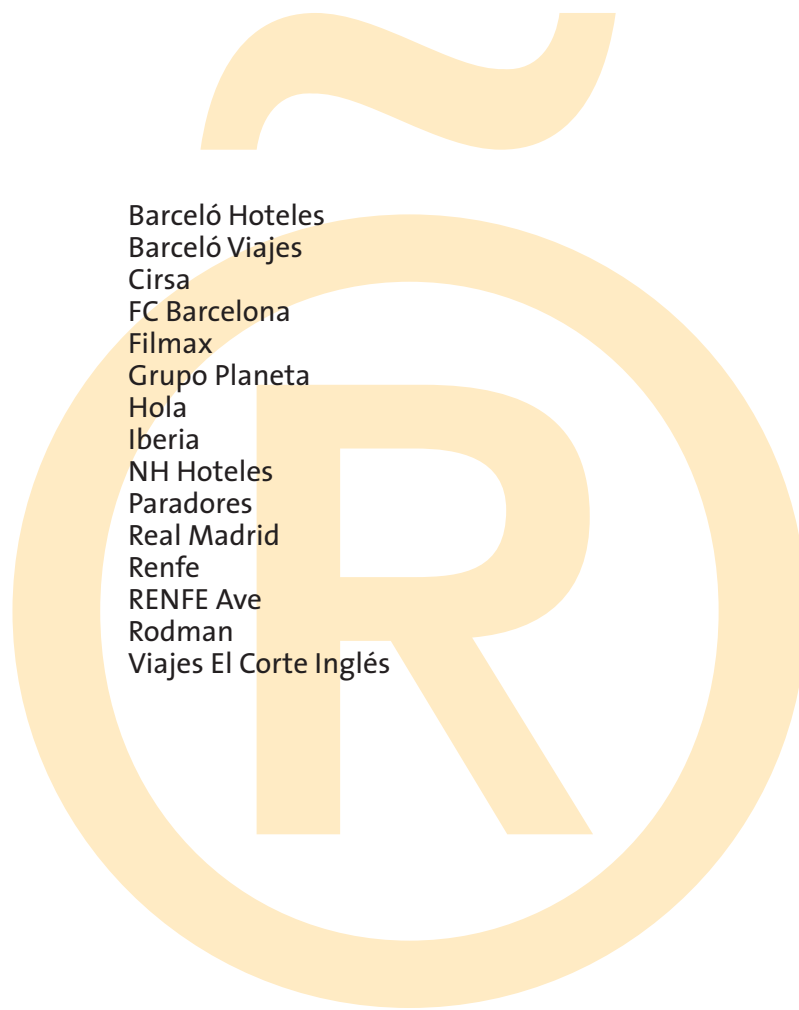 Barceló Hoteles
Barceló Viajes
Cirsa
FC Barcelona
Filmax
Grupo Planeta
Hola
Iberia
NH Hoteles
Paradores
Real Madrid
Renfe
RENFE Ave
Rodman
Viajes El Corte Inglés